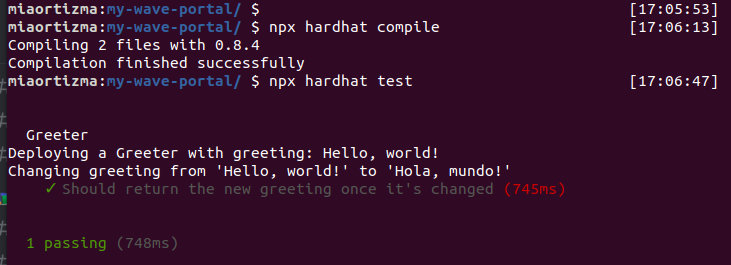 miaortizma:my-wave-portal/ $ [17:05:53]
miaortizma:my-wave-portal/ $ npx hardhat compile [17:06:13]
Compiling 2 files with 0.8.4
Compilation finished successfully
miaortizma:my-wave-portal/ $ npx hardhat test [17:06:47]
Greeter
Deploying a Greeter with greeting: Hello, world!
Changing greeting from 'Hello, world!' to 'Hola, mundo!'
✓ Should return the new greeting once it's changed (745ms)
1 passing (748ms)